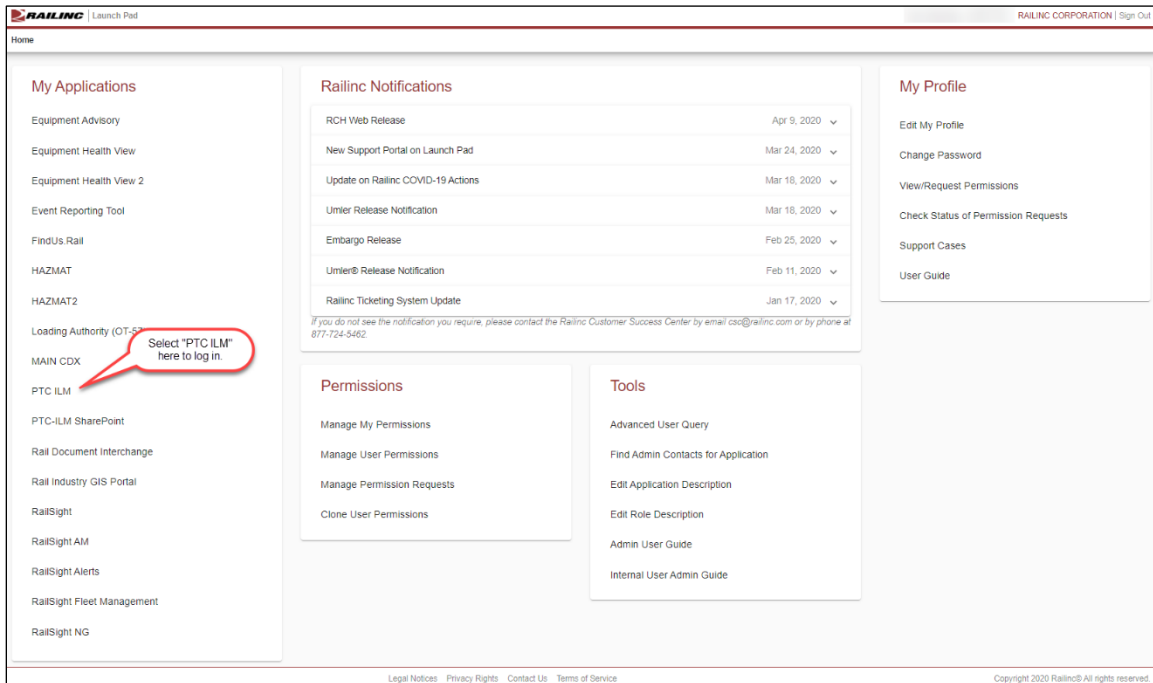 RAILINC Launch Pad
RAILINC CORPORATION | Sign Out
Home
My Applications
Equipment Advisory
Equipment Health View
Equipment Health View 2
Event Reporting Tool
FindUs.Rail
HAZMAT
HAZMAT2
Loading Authority (OT-57
MAIN CDX
PTC ILM
PTC-ILM SharePoint
Rail Document Interchange
Rail Industry GIS Portal
RailSight
RailSight AM
RailSight Alerts
RailSight Fleet Management
RailSight NG
Select "PTC ILM"
here to log in.
Railinc Notifications
RCH Web Release Apr 9, 2020
New Support Portal on Launch Pad Mar 24, 2020
Update on Railinc COVID-19 Actions Mar 18, 2020
Umler Release Notification Mar 18, 2020
Embargo Release Feb 25, 2020
Umler® Release Notification Feb 11, 2020
Railinc Ticketing System Update Jan 17, 2020
If you do not see the notification you require, please contact the Railinc Customer Success Center by email csc@railinc.com or by phone at
877-724-5462.
Permissions
Manage My Permissions
Manage User Permissions
Manage Permission Requests
Clone User Permissions
Tools
Advanced User Query
Find Admin Contacts for Application
Edit Application Description
Edit Role Description
Admin User Guide
Internal User Admin Guide
My Profile
Edit My Profile
Change Password
View/Request Permissions
Check Status of Permission Requests
Support Cases
User Guide
Legal Notices Privacy Rights Contact Us Terms of Service
Copyright 2020 Railinc® All rights reserved.